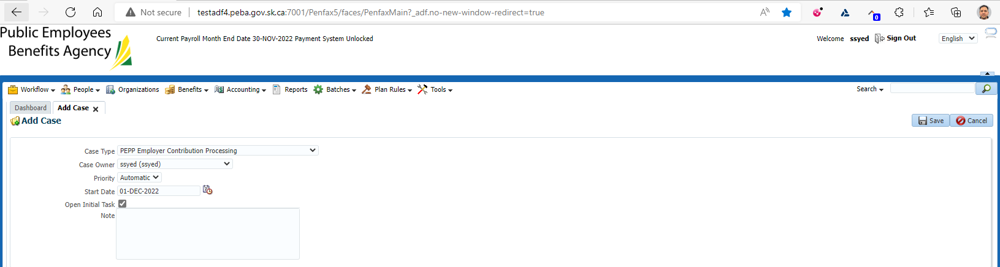 Not secure | testadf4.peba.gov.sk.ca:7001/Penfax5/faces/PenfaxMain?_adf.no-new-window-redirect=true
0
Public Employees
Benefits Agency
Current Payroll Month End Date 30-NOV-2022 Payment System Unlocked
Welcome ssyed Sign Out English
Workflow People Organizations Benefits Accounting Reports Batches Plan Rules Tools Search
Dashboard Add Case
Add Case Save Cancel
Case Type PEPP Employer Contribution Processing
Case Owner ssyed (ssyed)
Priority Automatic
Start Date 01-DEC-2022
Open Initial Task
Note